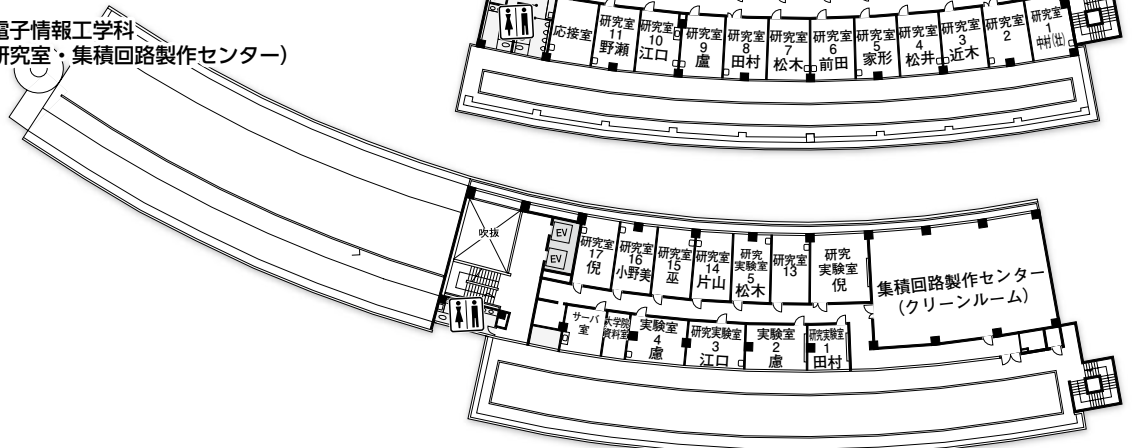 電子情報工学科
研究室・集積回路製作センター)
応接室
研究室
11
野瀬
研究室
10
江口
研究室
9
盧
研究室
8
田村
研究室
7
松木
研究室
6
前田
研究室
5
家形
研究室
4
松井
研究室
3
近木
研究室
2
研究室
1
吹抜
EV
EV
研究室
17
倪
研究室
16
小野美
研究室
15
巫
研究室
14
片山
研究
実験室
5
松木
研究室
13
研究
実験室
倪
集積回路製作センター
(クリーンルーム)
サーバ
室
大学院
資料室
実験室
4
盧
研究実験室
3
江口
実験室
2
盧
研究実験室
1
田村